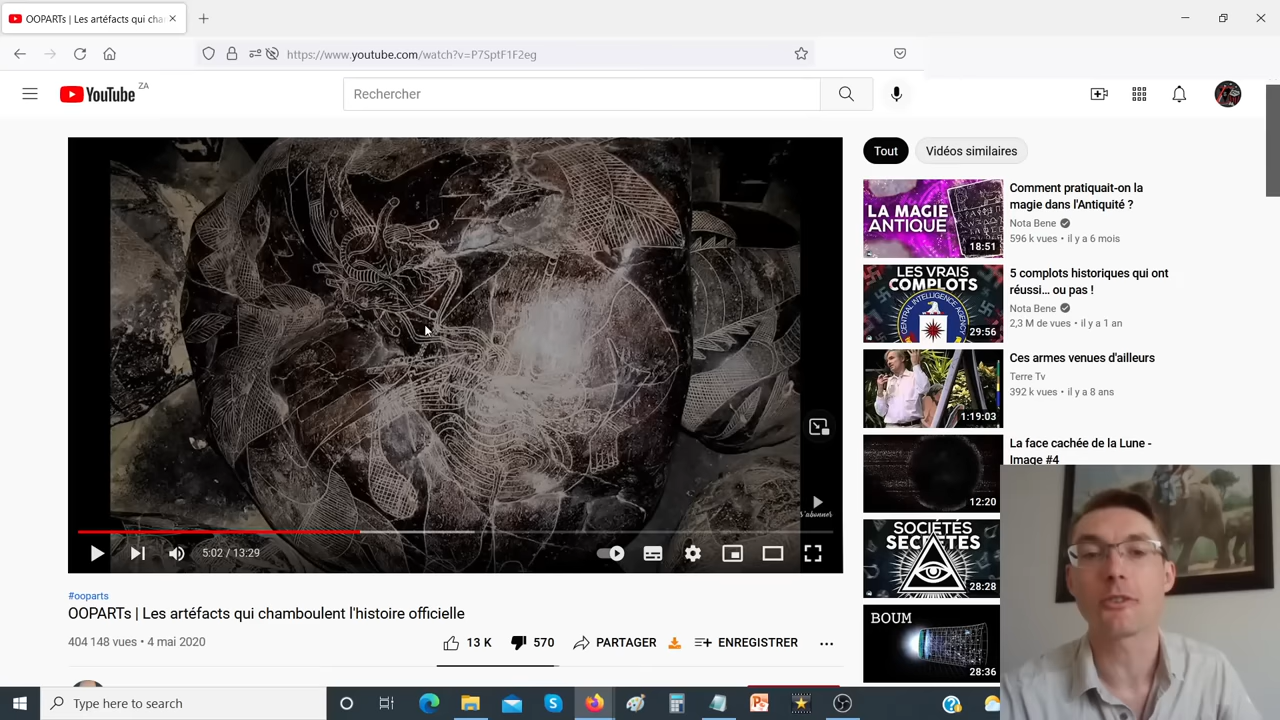 OOPARTs | Les artéfacts qui cha
https://www.youtube.com/watch?v=P7SptF1F2eg
YouTube ZA
Rechercher
Tout
Vidéos similaires
LA MAGIE
ANTIQUE
18:51
Comment pratiquait-on la
magie dans l'Antiquité ?
Nota Bene
596 k vues • il y a 6 mois
LES VRAIS
COMPLOTS
CENTRAL INTELLIGENCE AGENCY
29:56
5 complots historiques qui ont
réussi… ou pas !
Nota Bene
2,3 M de vues • il y a 1 an
1:19:03
Ces armes venues d'ailleurs
Terre Tv
392 k vues • il y a 8 ans
12:20
La face cachée de la Lune -
Image #4
SOCIÉTÉS
SECRÈTES
28:28
BOUM
28:36
S'abonner
5:02 / 13:29
#ooparts
OOPARTs | Les artéfacts qui chamboulent l'histoire officielle
404 148 vues • 4 mai 2020
13 K
570
PARTAGER
ENREGISTRER
Type here to search